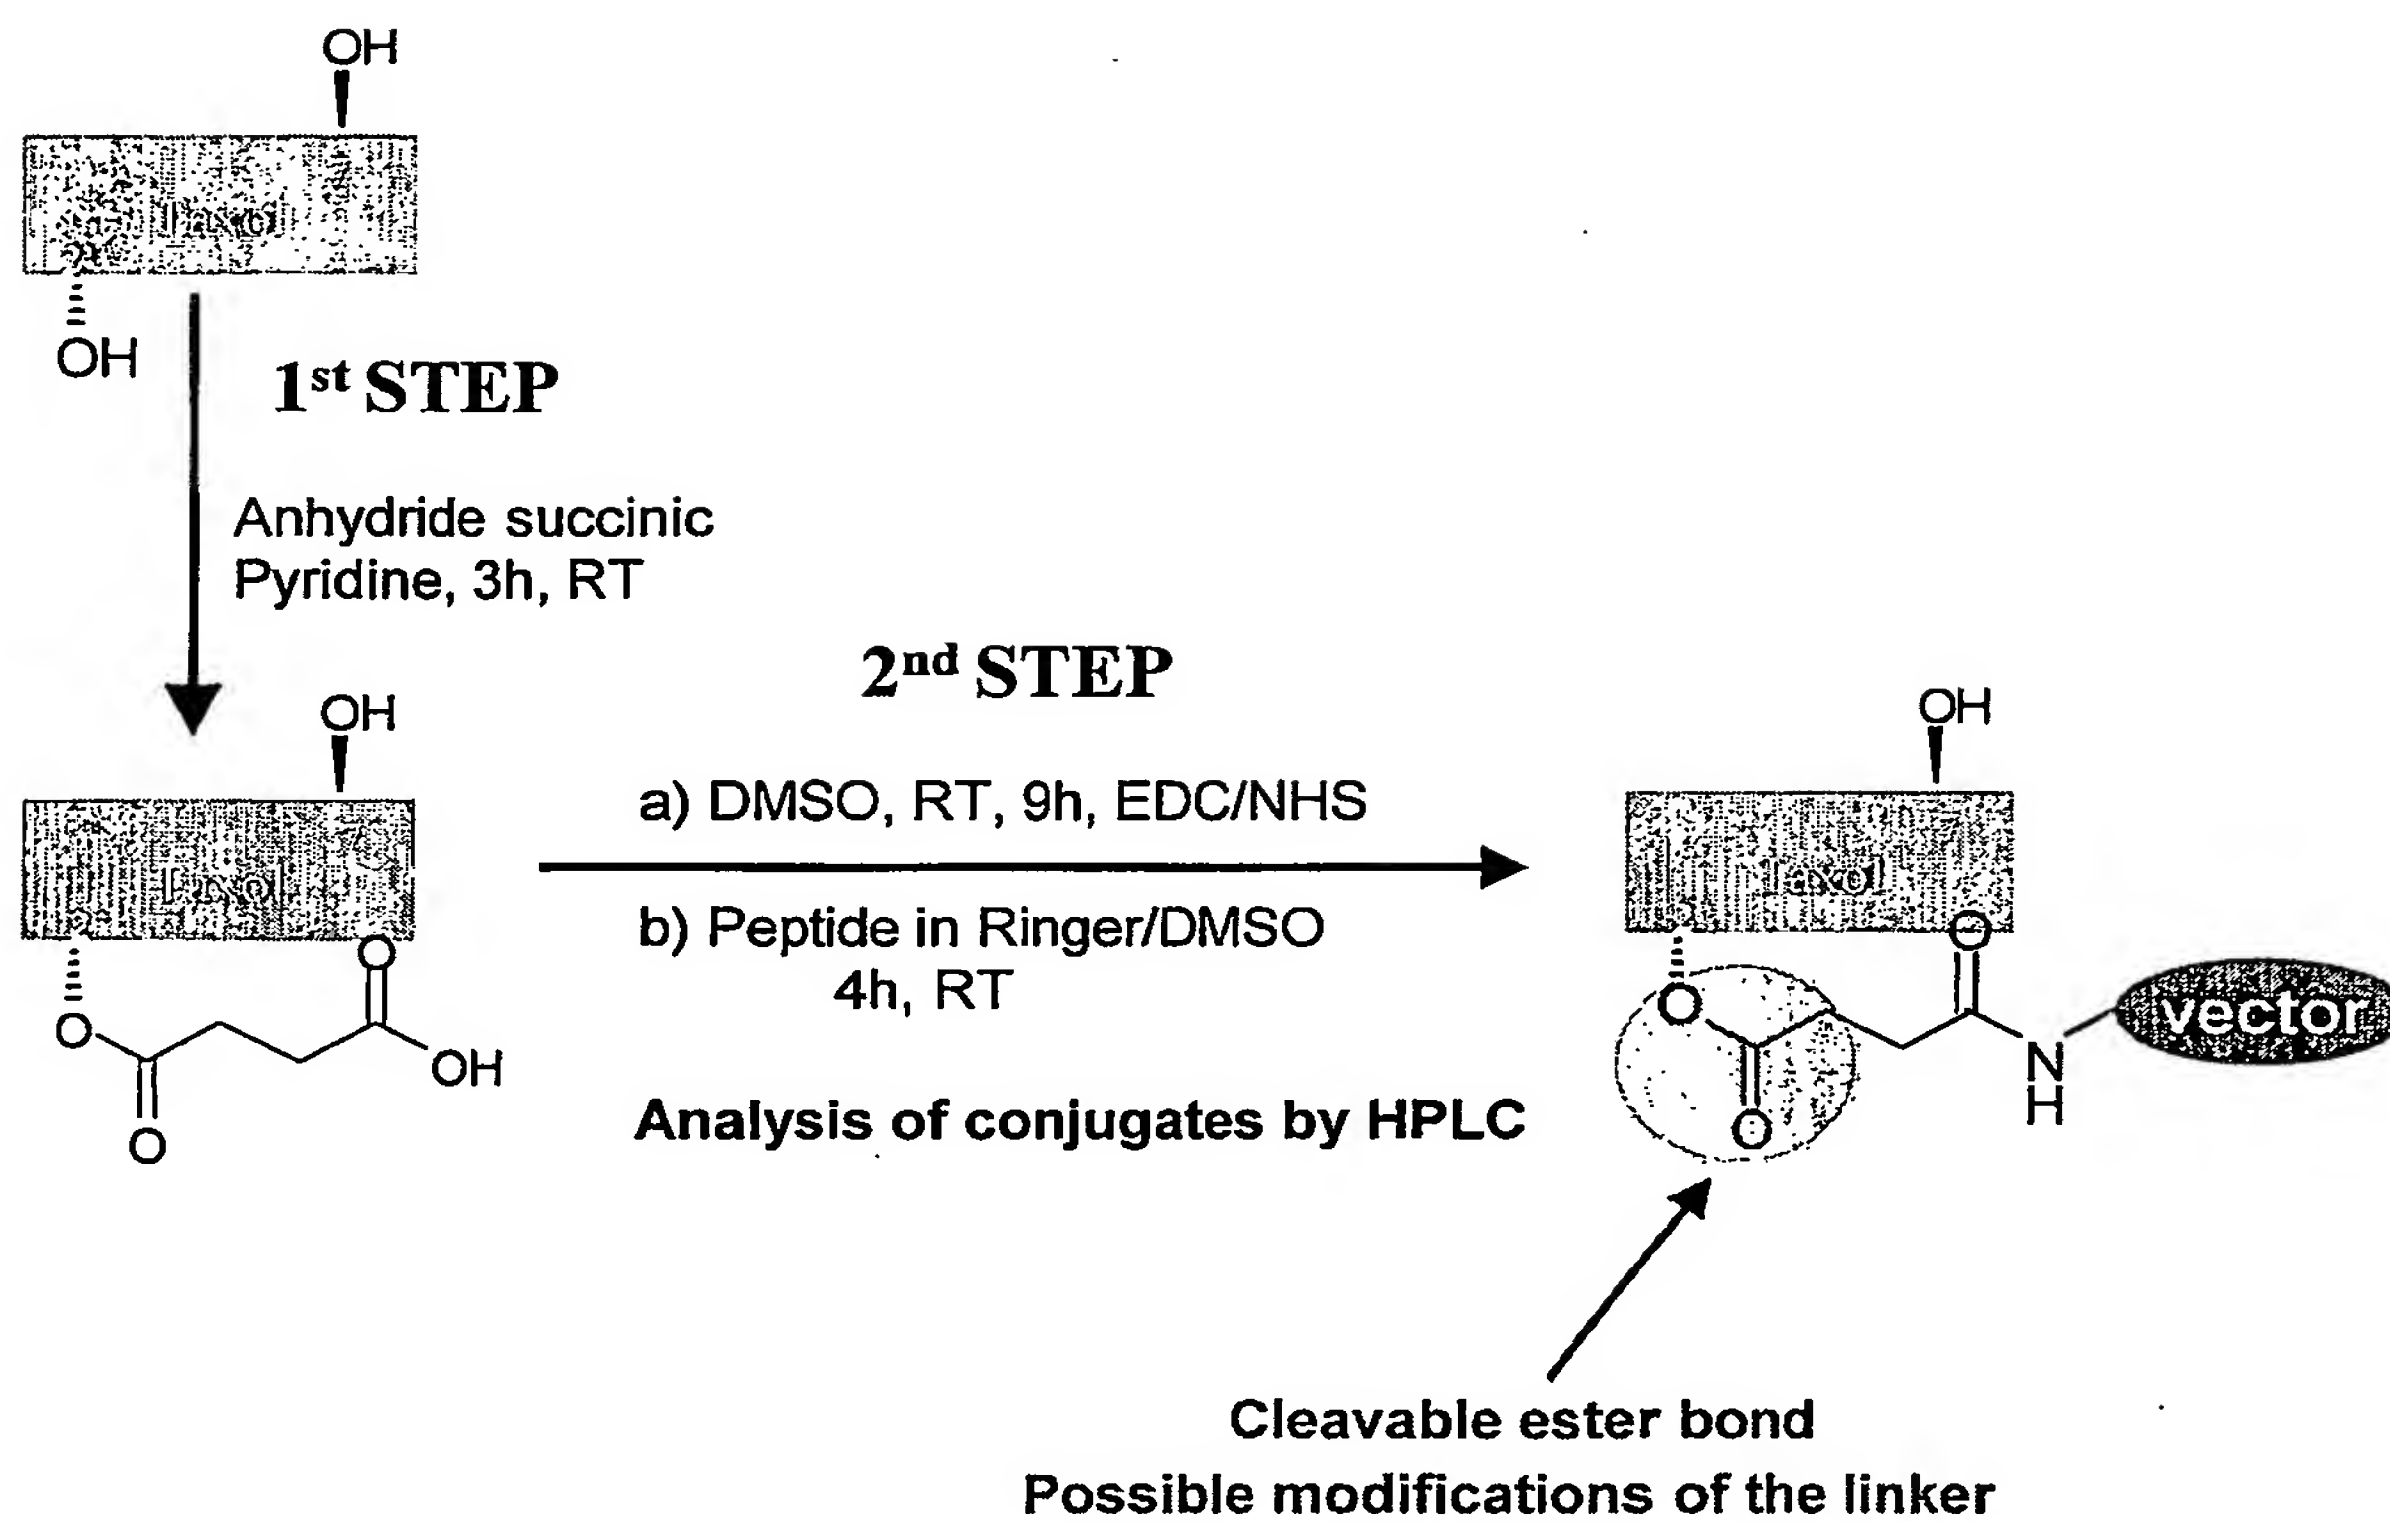 OH
Taxol
OH
1st STEP
Anhydride succinic
Pyridine, 3h, RT
2nd STEP
OH
Taxol
O
O
OH
O
a) DMSO, RT, 9h, EDC/NHS
b) Peptide in Ringer/DMSO
4h, RT
Analysis of conjugates by HPLC
OH
Taxol
O
O
O
N
H
vector
Cleavable ester bond
Possible modifications of the linker